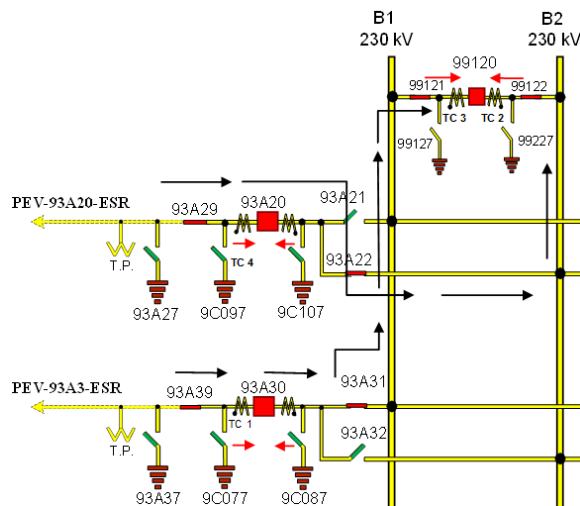 B1 B2
230 kV 230 kV
99120
99121 99122
TC 3 TC 2
99127 99227
PEV-93A20-ESR
93A29 93A20 93A21
93A22
T.P. TC 4
93A27 9C097 9C107
PEV-93A3-ESR
93A39 93A30 93A31
TC 1
93A32
T.P.
93A37 9C077 9C087